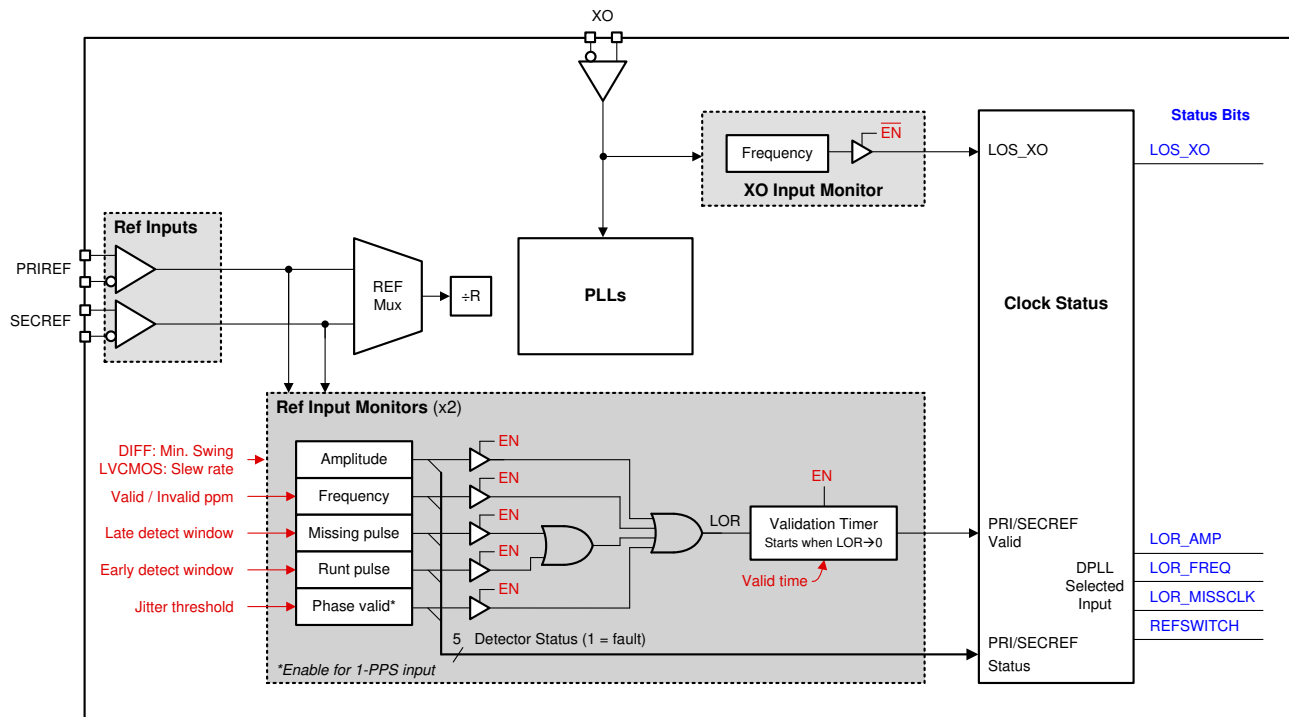 XO
Status Bits
EN
LOS_XO
LOS_XO
Frequency
XO Input Monitor
Ref Inputs
PRIREF
SECREF
REF
Mux
÷R
PLLs
Clock Status
Ref Input Monitors (x2)
DIFF: Min. Swing
LVCMOS: Slew rate
Amplitude
EN
Valid / Invalid ppm
Frequency
EN
Late detect window
Missing pulse
EN
Early detect window
Runt pulse
EN
Jitter threshold
Phase valid*
EN
LOR
EN
Validation Timer
Starts when LOR→0
Valid time
PRI/SECREF
Valid
DPLL
Selected
Input
LOR_AMP
LOR_FREQ
LOR_MISSCLK
REFSWITCH
5 Detector Status (1 = fault)
PRI/SECREF
Status
*Enable for 1-PPS input